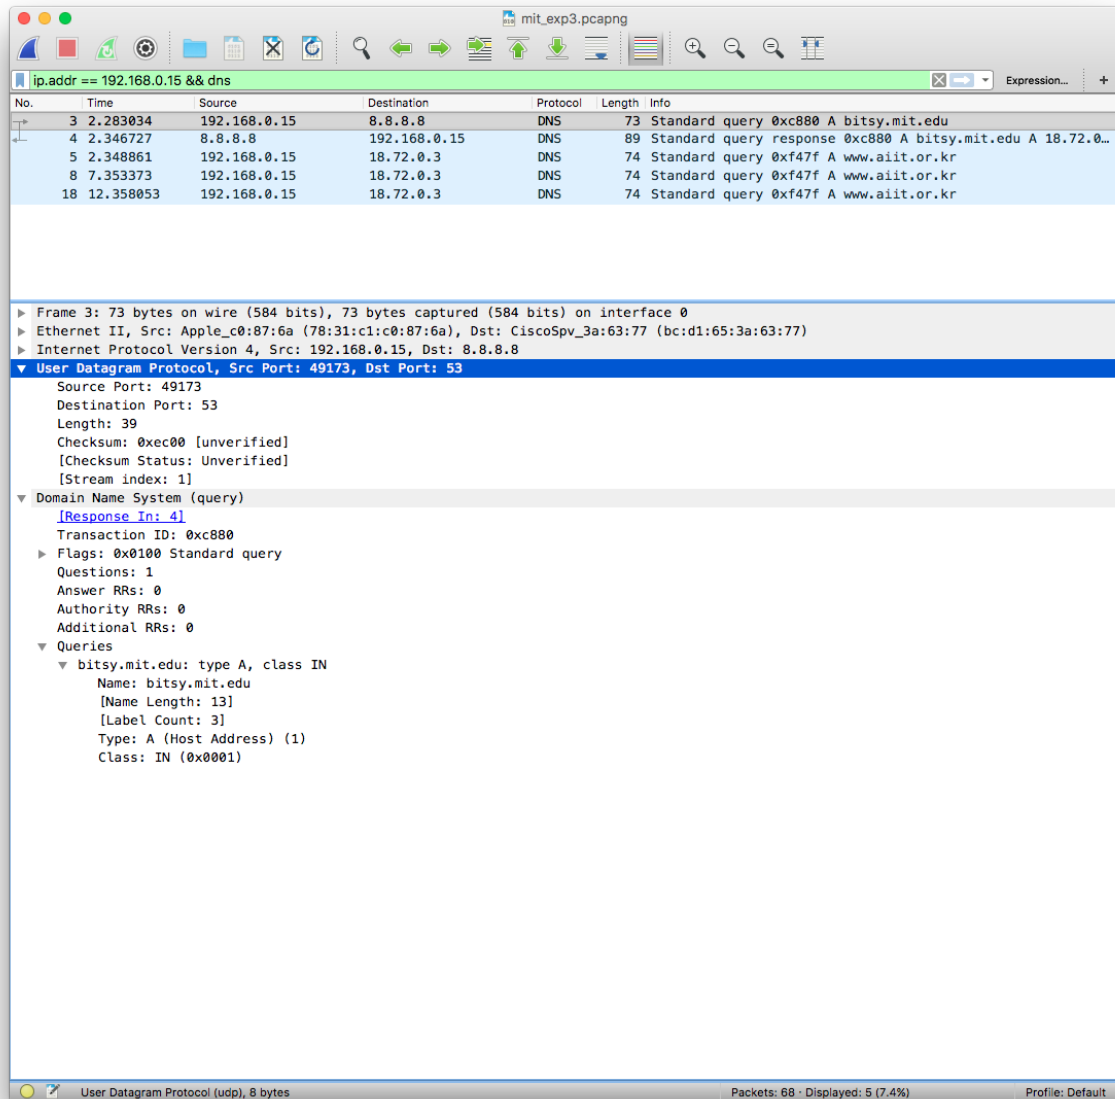 mit_exp3.pcapng
ip.addr == 192.168.0.15 && dns Expression... +
No. Time Source Destination Protocol Length Info
3 2.283034 192.168.0.15 8.8.8.8 DNS 73 Standard query 0xc880 A bitsy.mit.edu
4 2.346727 8.8.8.8 192.168.0.15 DNS 89 Standard query response 0xc880 A bitsy.mit.edu A 18.72.0…
5 2.348861 192.168.0.15 18.72.0.3 DNS 74 Standard query 0xf47f A www.aiit.or.kr
8 7.353373 192.168.0.15 18.72.0.3 DNS 74 Standard query 0xf47f A www.aiit.or.kr
18 12.358053 192.168.0.15 18.72.0.3 DNS 74 Standard query 0xf47f A www.aiit.or.kr
Frame 3: 73 bytes on wire (584 bits), 73 bytes captured (584 bits) on interface 0
Ethernet II, Src: Apple_c0:87:6a (78:31:c1:c0:87:6a), Dst: CiscoSpv_3a:63:77 (bc:d1:65:3a:63:77)
Internet Protocol Version 4, Src: 192.168.0.15, Dst: 8.8.8.8
User Datagram Protocol, Src Port: 49173, Dst Port: 53
Source Port: 49173
Destination Port: 53
Length: 39
Checksum: 0xec00 [unverified]
[Checksum Status: Unverified]
[Stream index: 1]
Domain Name System (query)
[Response In: 4]
Transaction ID: 0xc880
Flags: 0x0100 Standard query
Questions: 1
Answer RRs: 0
Authority RRs: 0
Additional RRs: 0
Queries
bitsy.mit.edu: type A, class IN
Name: bitsy.mit.edu
[Name Length: 13]
[Label Count: 3]
Type: A (Host Address) (1)
Class: IN (0x0001)
User Datagram Protocol (udp), 8 bytes Packets: 68 · Displayed: 5 (7.4%) Profile: Default